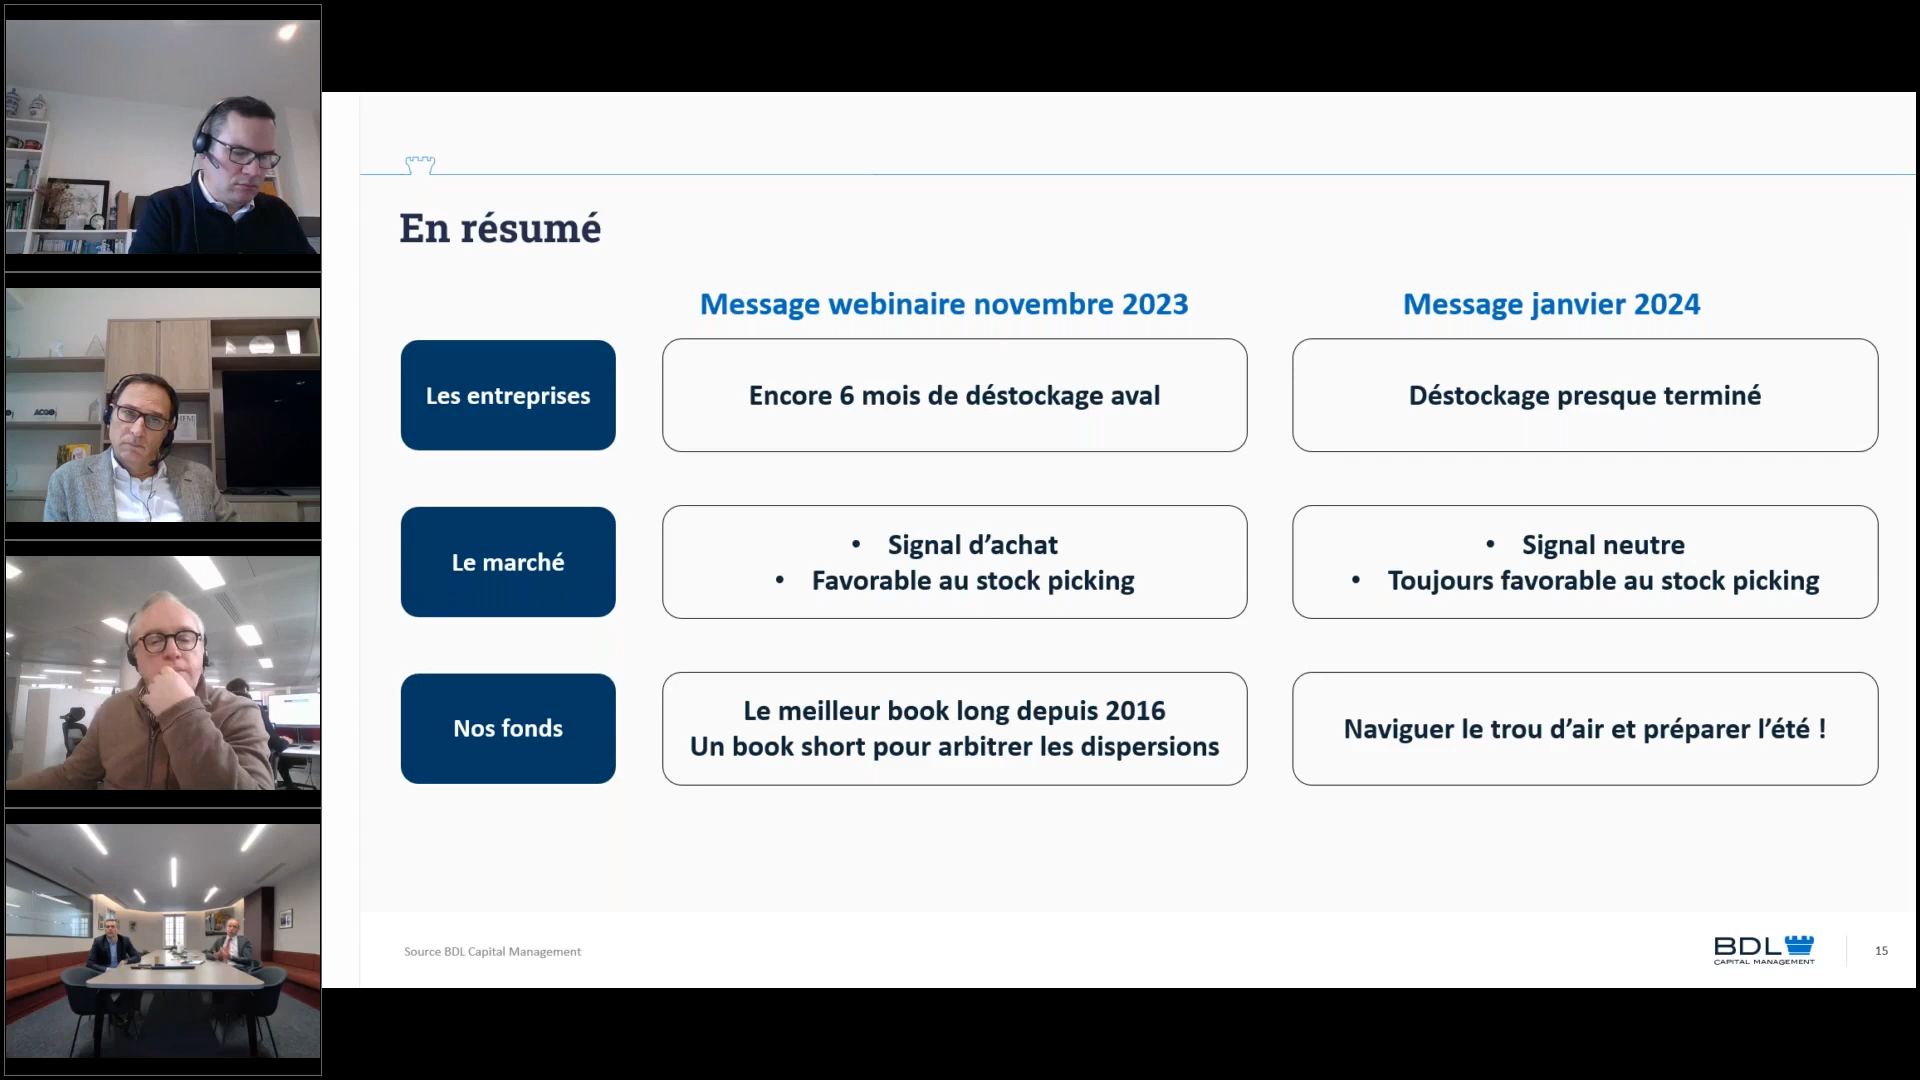 En résumé
Message webinaire novembre 2023
Message janvier 2024
Les entreprises
Encore 6 mois de déstockage aval
Déstockage presque terminé
Le marché
• Signal d’achat
• Favorable au stock picking
• Signal neutre
• Toujours favorable au stock picking
Nos fonds
Le meilleur book long depuis 2016
Un book short pour arbitrer les dispersions
Naviguer le trou d’air et préparer l’été !
Source BDL Capital Management
BDL
CAPITAL MANAGEMENT
15